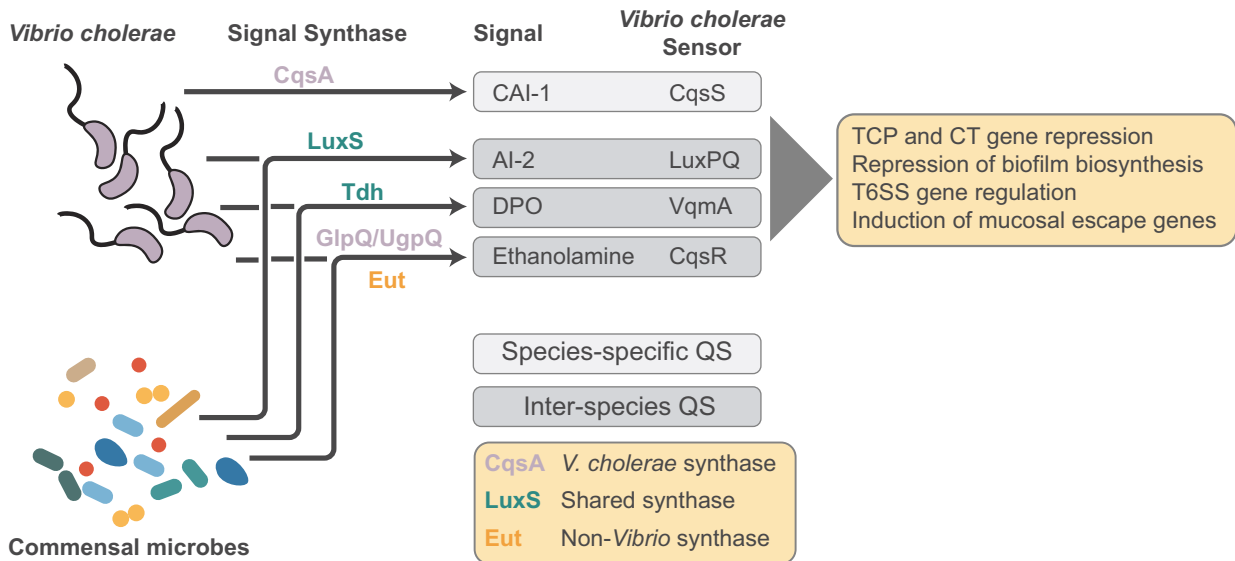 Vibrio cholerae
Signal Synthase
Signal
Vibrio cholerae
Sensor
CqsA
CAI-1 CqsS
LuxS
AI-2 LuxPQ
Tdh
DPO VqmA
GlpQ/UgpQ
Ethanolamine CqsR
Eut
TCP and CT gene repression
Repression of biofilm biosynthesis
T6SS gene regulation
Induction of mucosal escape genes
Species-specific QS
Inter-species QS
CqsA V. cholerae synthase
LuxS Shared synthase
Eut Non-Vibrio synthase
Commensal microbes